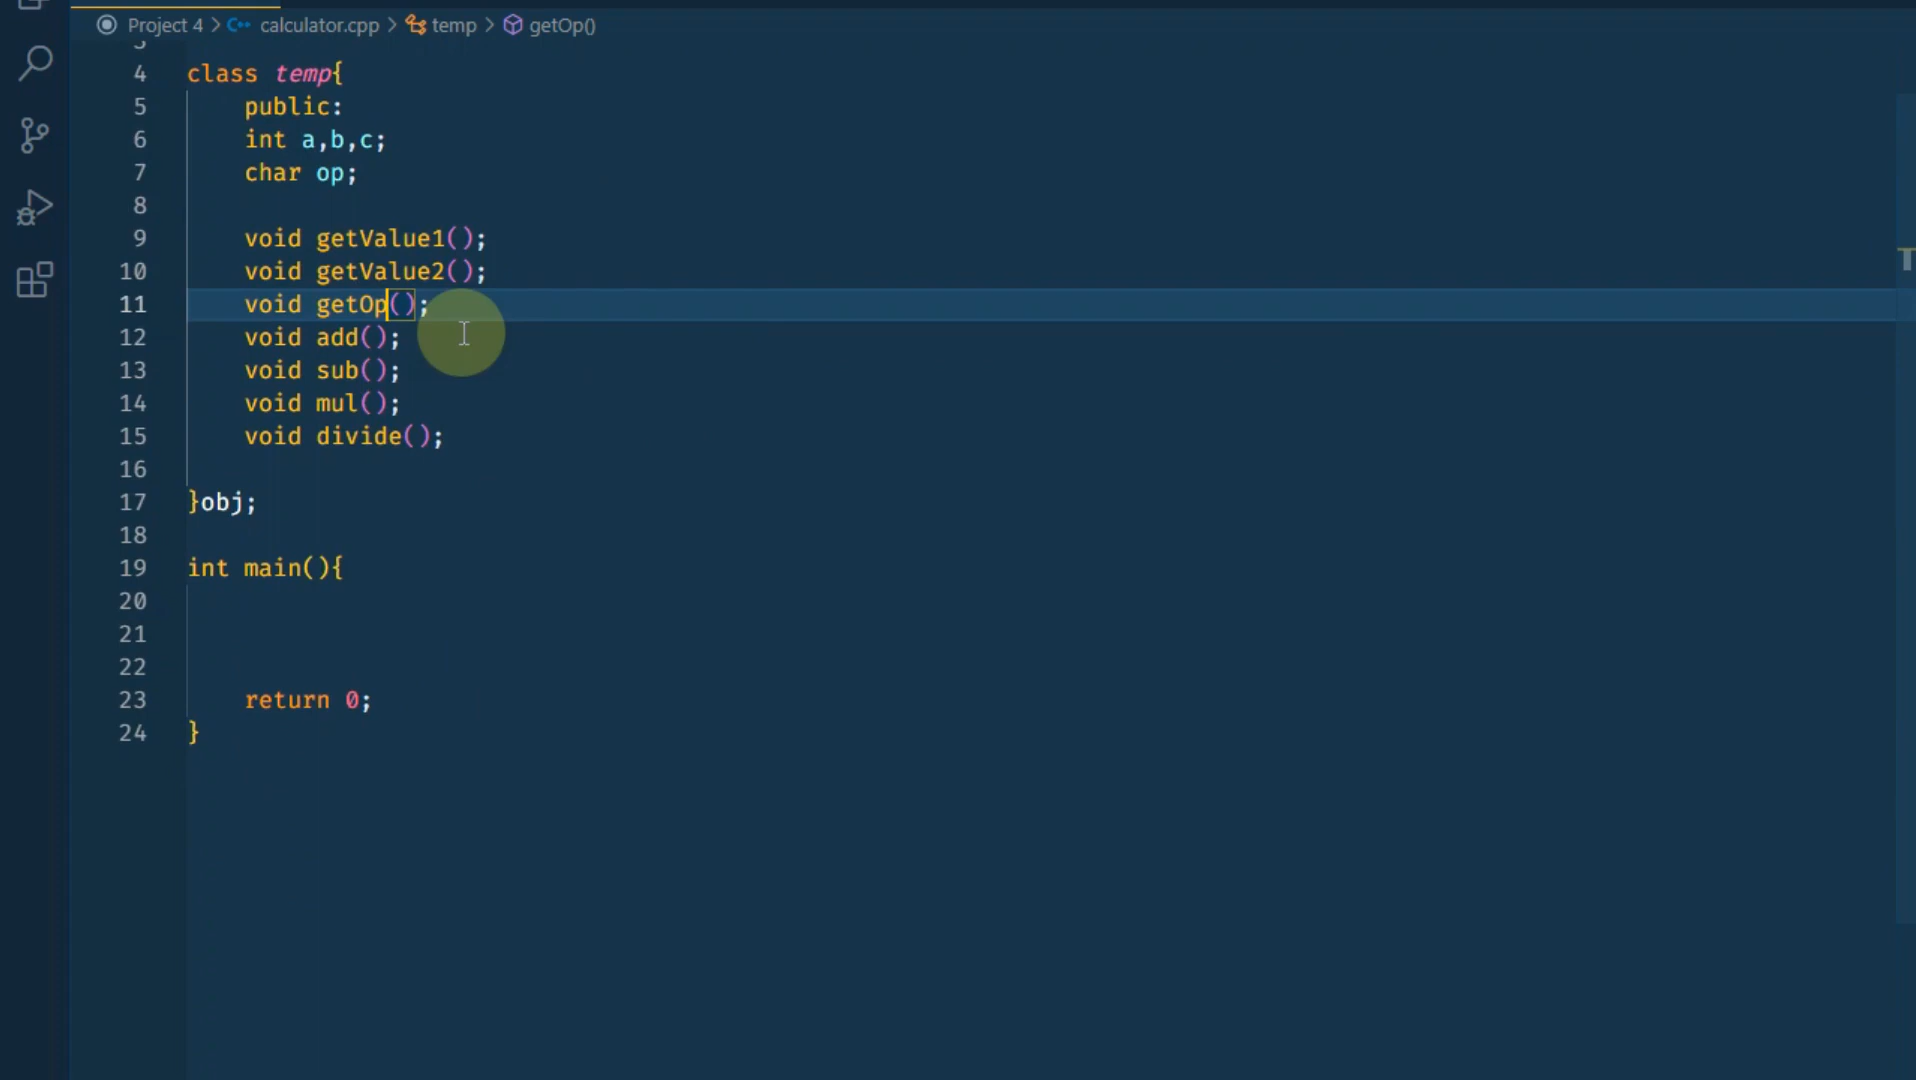 Project 4 > C++ calculator.cpp > temp > getOp()
3
4 class temp{
5 public:
6 int a,b,c;
7 char op;
8
9 void getValue1();
10 void getValue2();
11 void getOp();
12 void add();
13 void sub();
14 void mul();
15 void divide();
16
17 }obj;
18
19 int main(){
20
21
22
23 return 0;
24 }